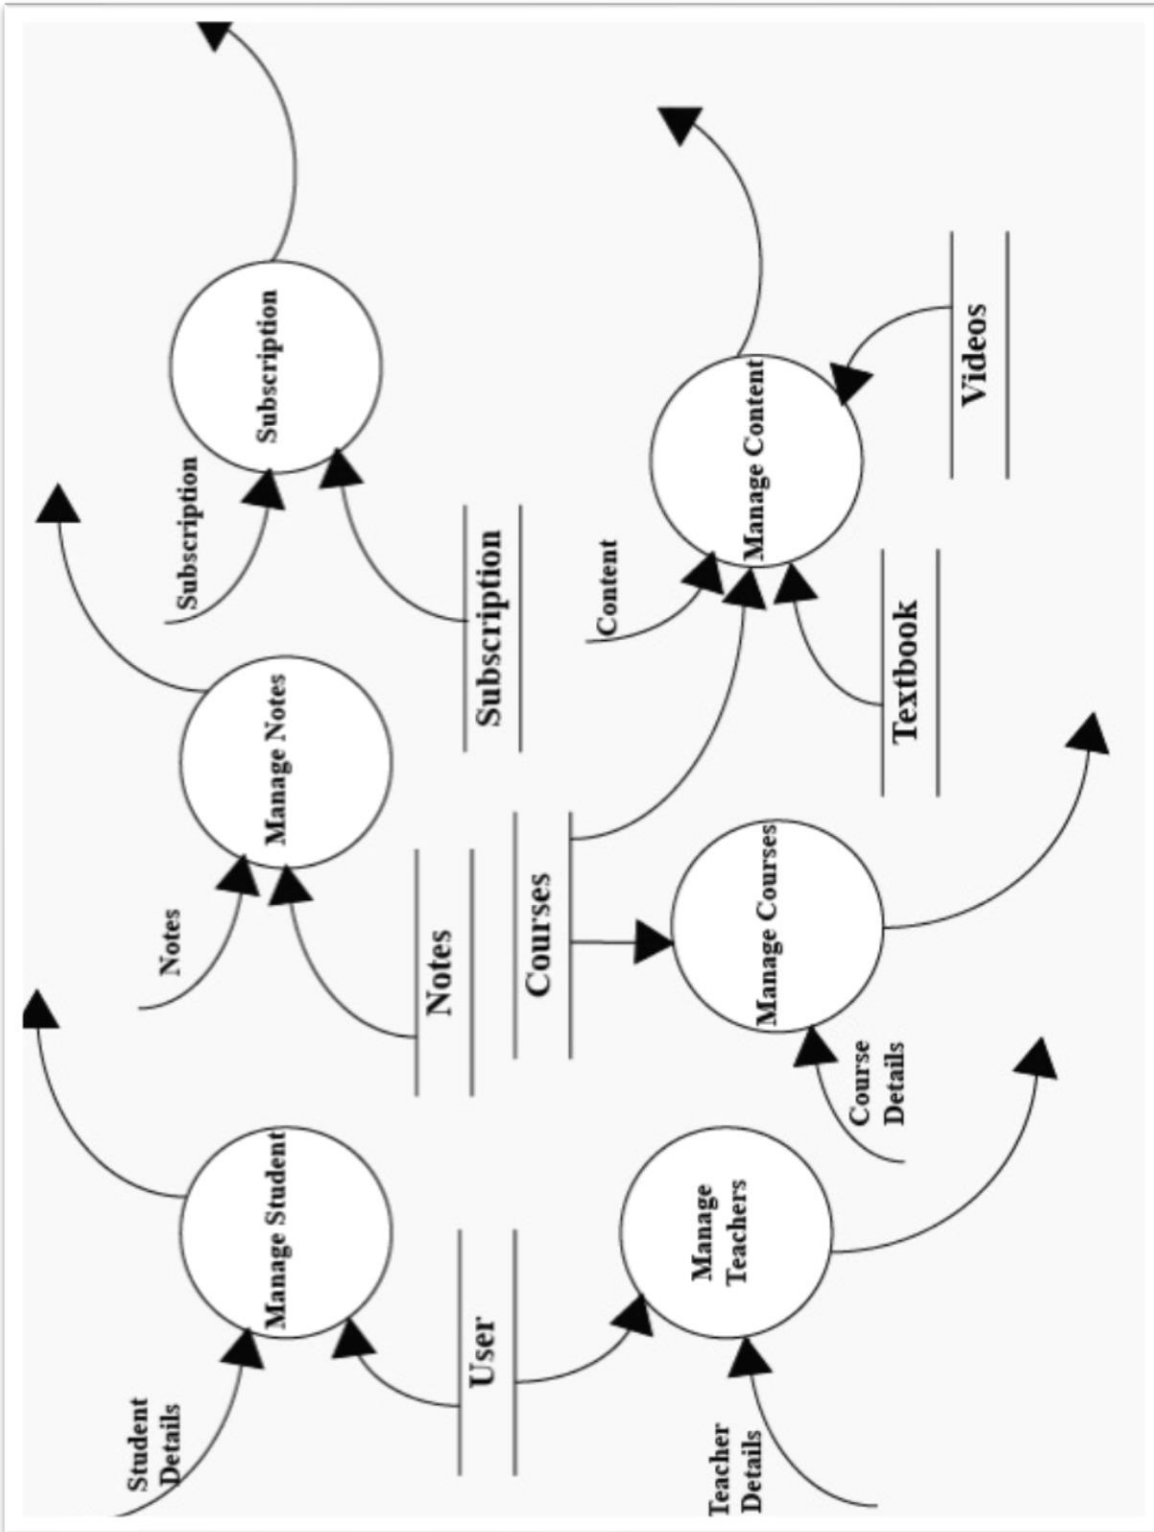 Student
Details
Notes
Subscription
Manage Student
Manage Notes
Subscription
User
Notes
Courses
Subscription
Content
Teacher
Details
Manage
Teachers
Manage Courses
Manage Content
Course
Details
Textbook
Videos